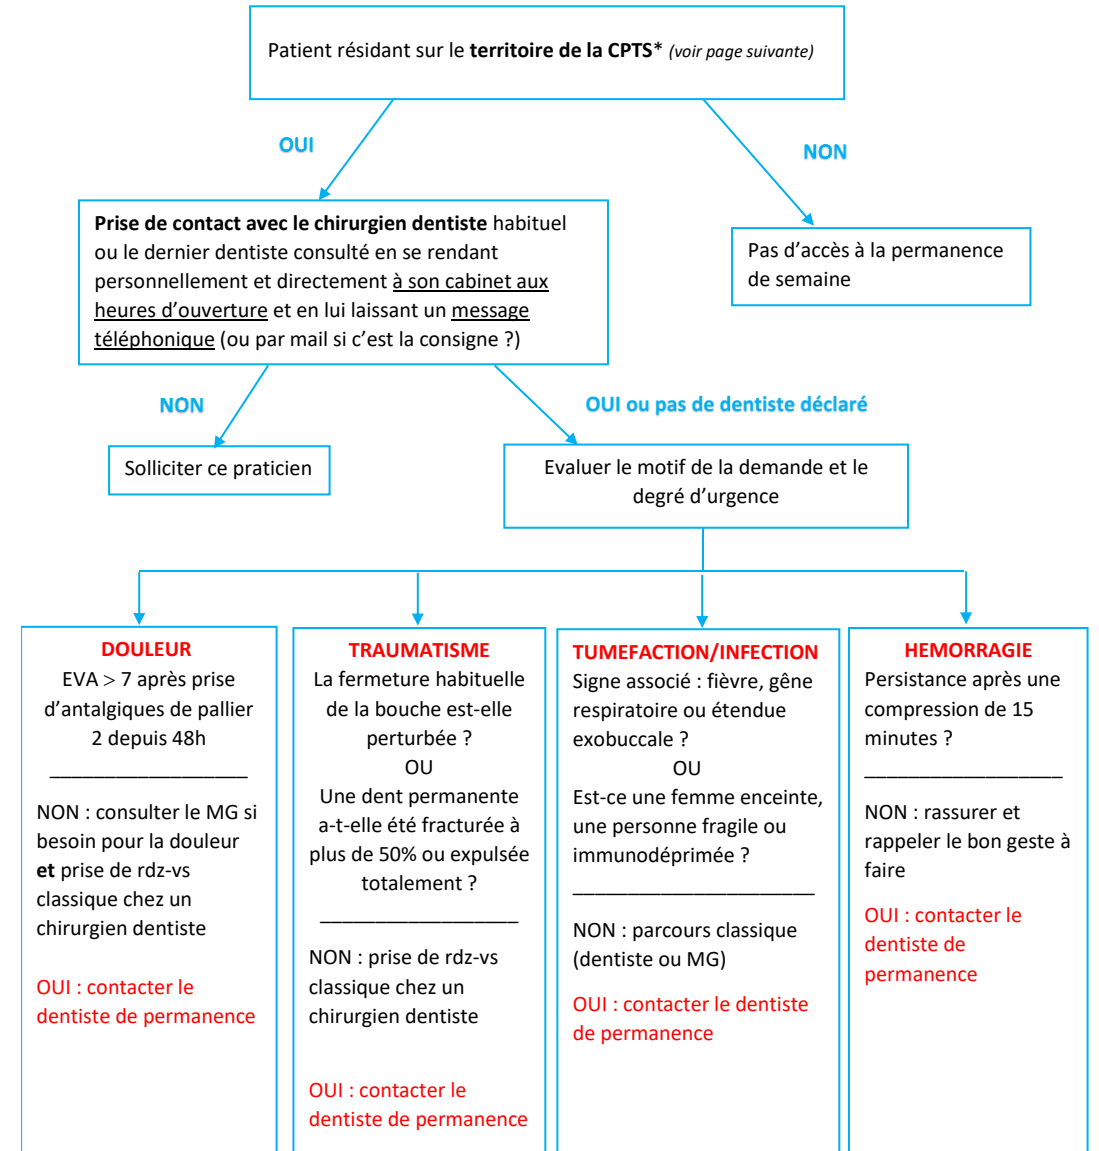 Patient résidant sur le territoire de la CPTS* (voir page suivante)
OUI
NON
Prise de contact avec le chirurgien dentiste habituel
ou le dernier dentiste consulté en se rendant
personnellement et directement à son cabinet aux
heures d’ouverture et en lui laissant un message
téléphonique (ou par mail si c’est la consigne ?)
Pas d’accès à la permanence
de semaine
NON
OUI ou pas de dentiste déclaré
Solliciter ce praticien
Evaluer le motif de la demande et le
degré d’urgence
DOULEUR
EVA > 7 après prise
d’antalgiques de pallier
2 depuis 48h
NON : consulter le MG si
besoin pour la douleur
et prise de rdz-vs
classique chez un
chirurgien dentiste
OUI : contacter le
dentiste de permanence
TRAUMATISME
La fermeture habituelle
de la bouche est-elle
perturbée ?
OU
Une dent permanente
a-t-elle été fracturée à
plus de 50% ou expulsée
totalement ?
NON : prise de rdz-vs
classique chez un
chirurgien dentiste
OUI : contacter le
dentiste de permanence
TUMEFACTION/INFECTION
Signe associé : fièvre, gêne
respiratoire ou étendue
exobuccale ?
OU
Est-ce une femme enceinte,
une personne fragile ou
immunodéprimée ?
NON : parcours classique
(dentiste ou MG)
OUI : contacter le dentiste
de permanence
HEMORRAGIE
Persistance après une
compression de 15
minutes ?
NON : rassurer et
rappeler le bon geste à
faire
OUI : contacter le
dentiste de
permanence